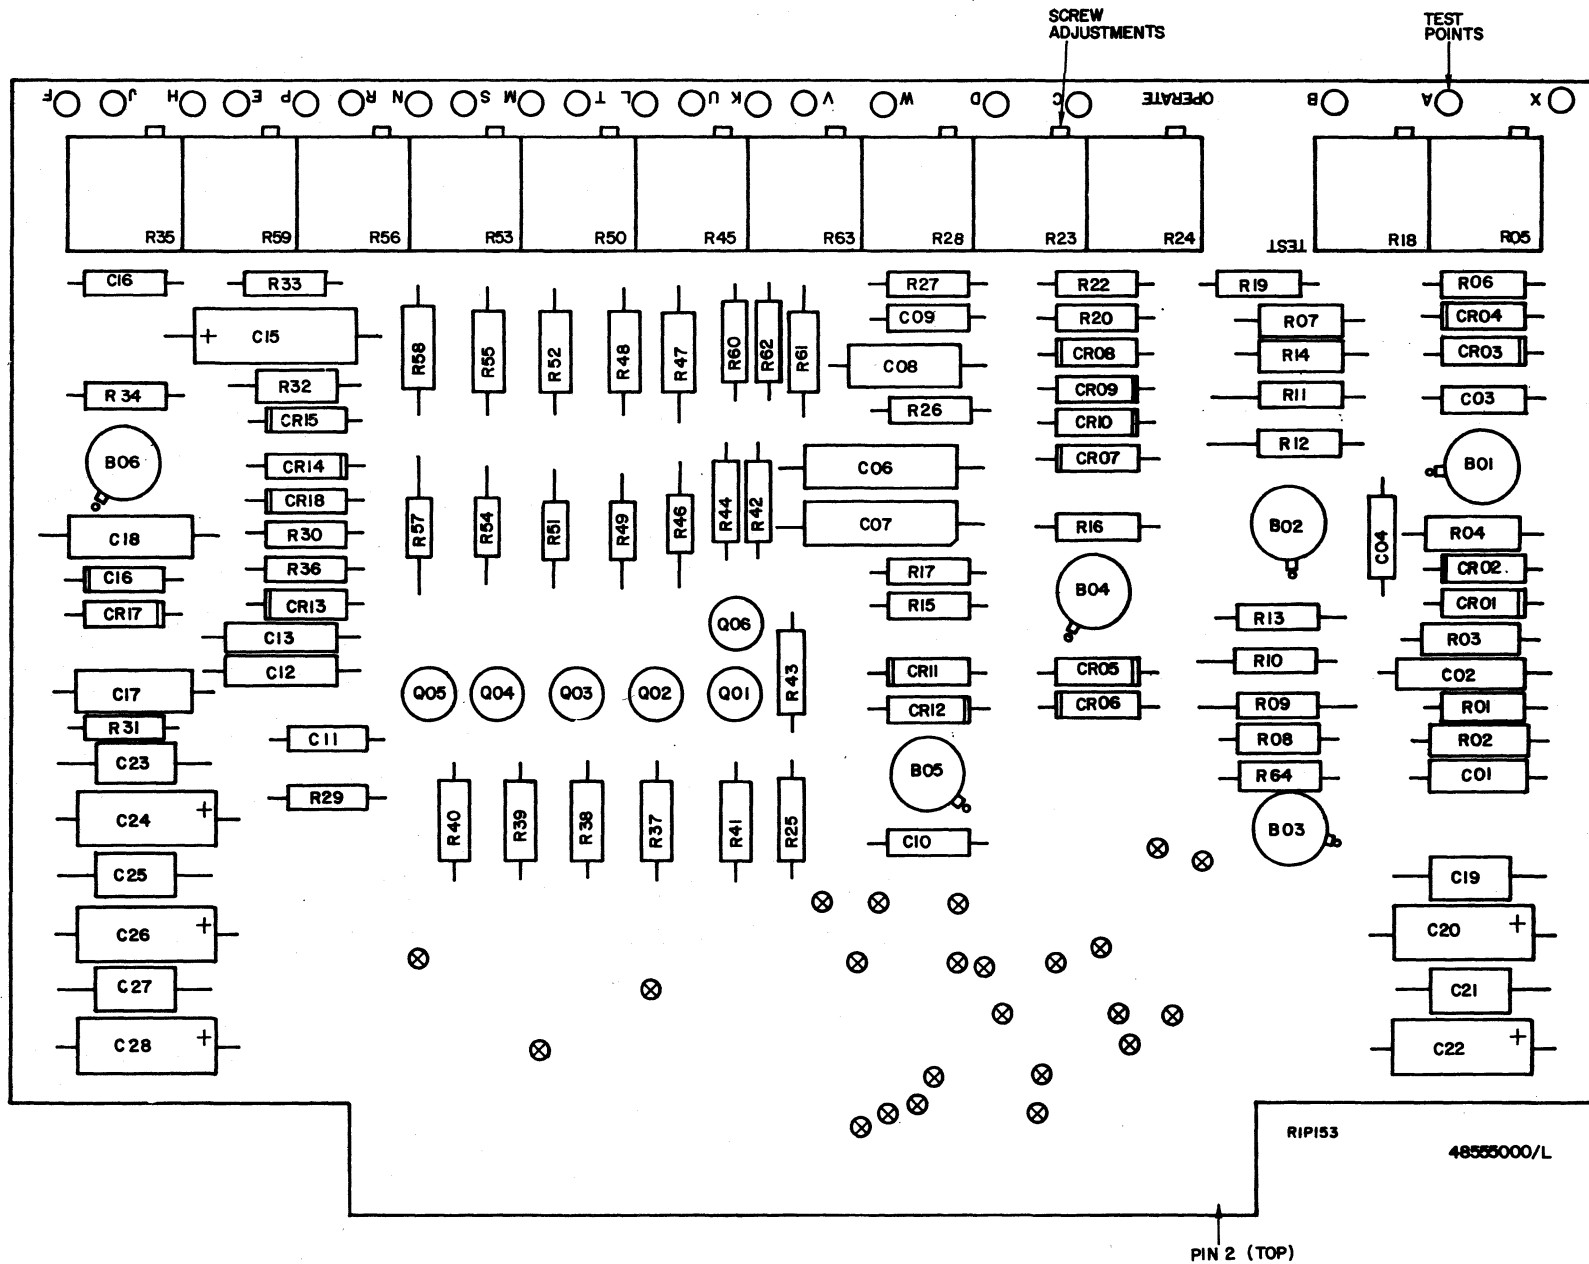 SCREW
ADJUSTMENTS
TEST
POINTS
F J H E P R N S M T L U K V W D C OPERATE B A X
R35 R59 R56 R53 R50 R45 R63 R28 R23 R24 TEST R18 R05
C16 R33 R27 R22 R19 R06
C09 R20 R07 CR04
+ C15 R58 R55 R52 R48 R47 R60 R62 R61 C08 CR08 R14 CR03
R34 R32 R26 CR09 R11 C03
CR15 CR10 R12
B06 CR14 C06 CR07 B01
CR18 R57 R54 R51 R49 R46 R44 R42 C07 R16 B02 C04 R04
C18 R30
C16 R36 R17 B04 CR02
CR17 CR13 R15 CR01
C13 Q06 R13 R03
C12 R43 CR11 CR05 R10 C02
C17 Q05 Q04 Q03 Q02 Q01 CR12 CR06 R09 R01
R31 C11 R08 R02
C23 B05 R64 C01
R29
C24 + R40 R39 R38 R37 R41 R25 C10 B03
C25 C19
C26 + C20 +
C27 C21
C28 + C22 +
R1P153
48555000/L
PIN 2 (TOP)